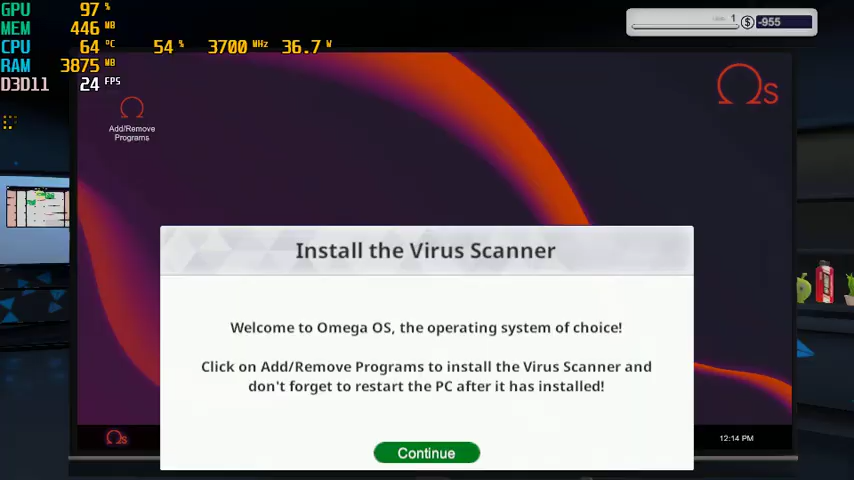 GPU 97 %
MEM 446 MB
CPU 64 °C 54 % 3700 MHz 36.7 W
RAM 3875 MB
D3D11 24 FPS
1 $ -955
Ωs
Add/Remove
Programs
Install the Virus Scanner
Welcome to Omega OS, the operating system of choice!
Click on Add/Remove Programs to install the Virus Scanner and
don't forget to restart the PC after it has installed!
Continue
Ωs
12:14 PM